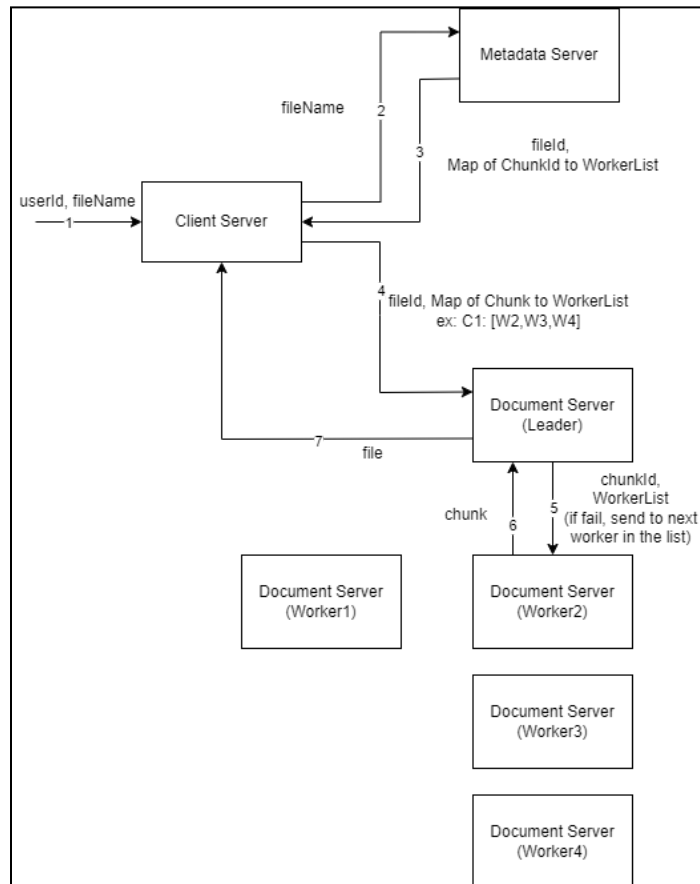 Metadata Server
2
fileName
3
fileId,
Map of ChunkId to WorkerList
userId, fileName
1
Client Server
4
fileId, Map of Chunk to WorkerList
ex: C1: [W2,W3,W4]
Document Server
(Leader)
7
file
chunkId,
WorkerList
(if fail, send to next
worker in the list)
5
chunk
6
Document Server
(Worker1)
Document Server
(Worker2)
Document Server
(Worker3)
Document Server
(Worker4)